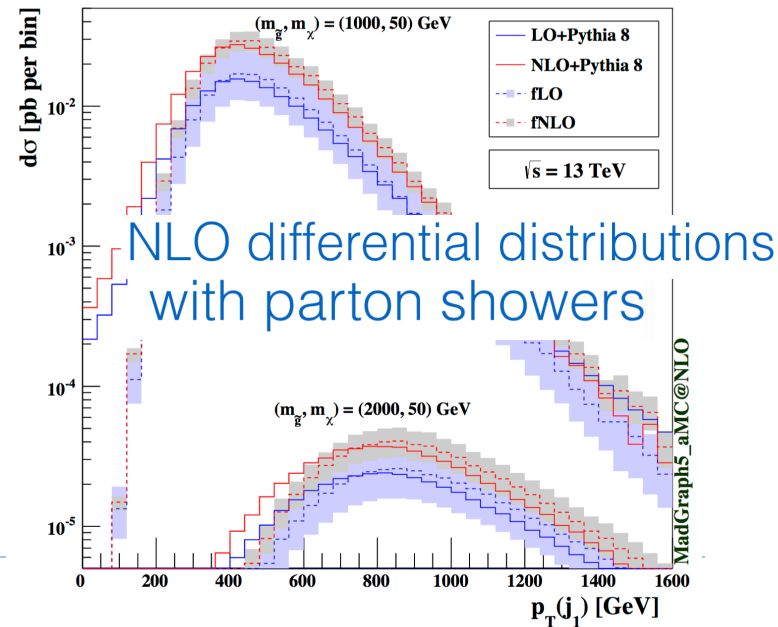 (m_g̃, m_χ) = (1000, 50) GeV
LO+Pythia 8
NLO+Pythia 8
fLO
fNLO
√s = 13 TeV
dσ [pb per bin]
10⁻²
10⁻³
10⁻⁴
10⁻⁵
NLO differential distributions
with parton showers
(m_g̃, m_χ) = (2000, 50) GeV
MadGraph5_aMC@NLO
0 200 400 600 800 1000 1200 1400 1600
p_T(j₁) [GeV]